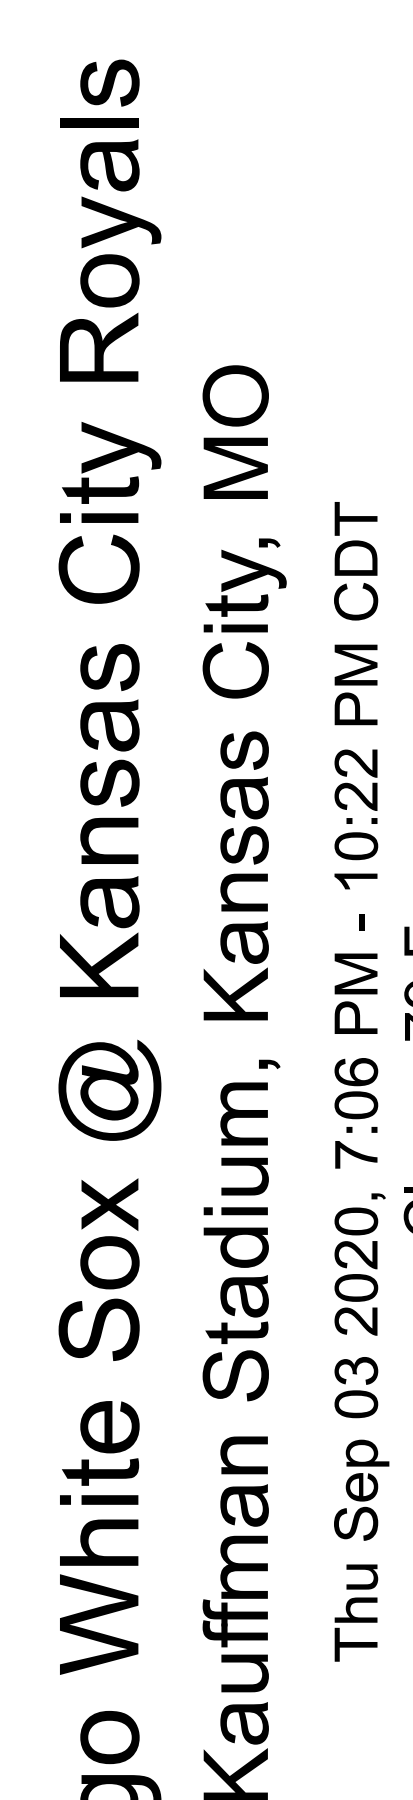 go White Sox @ Kansas City Royals
Kauffman Stadium, Kansas City, MO
Thu Sep 03 2020, 7:06 PM - 10:22 PM CDT